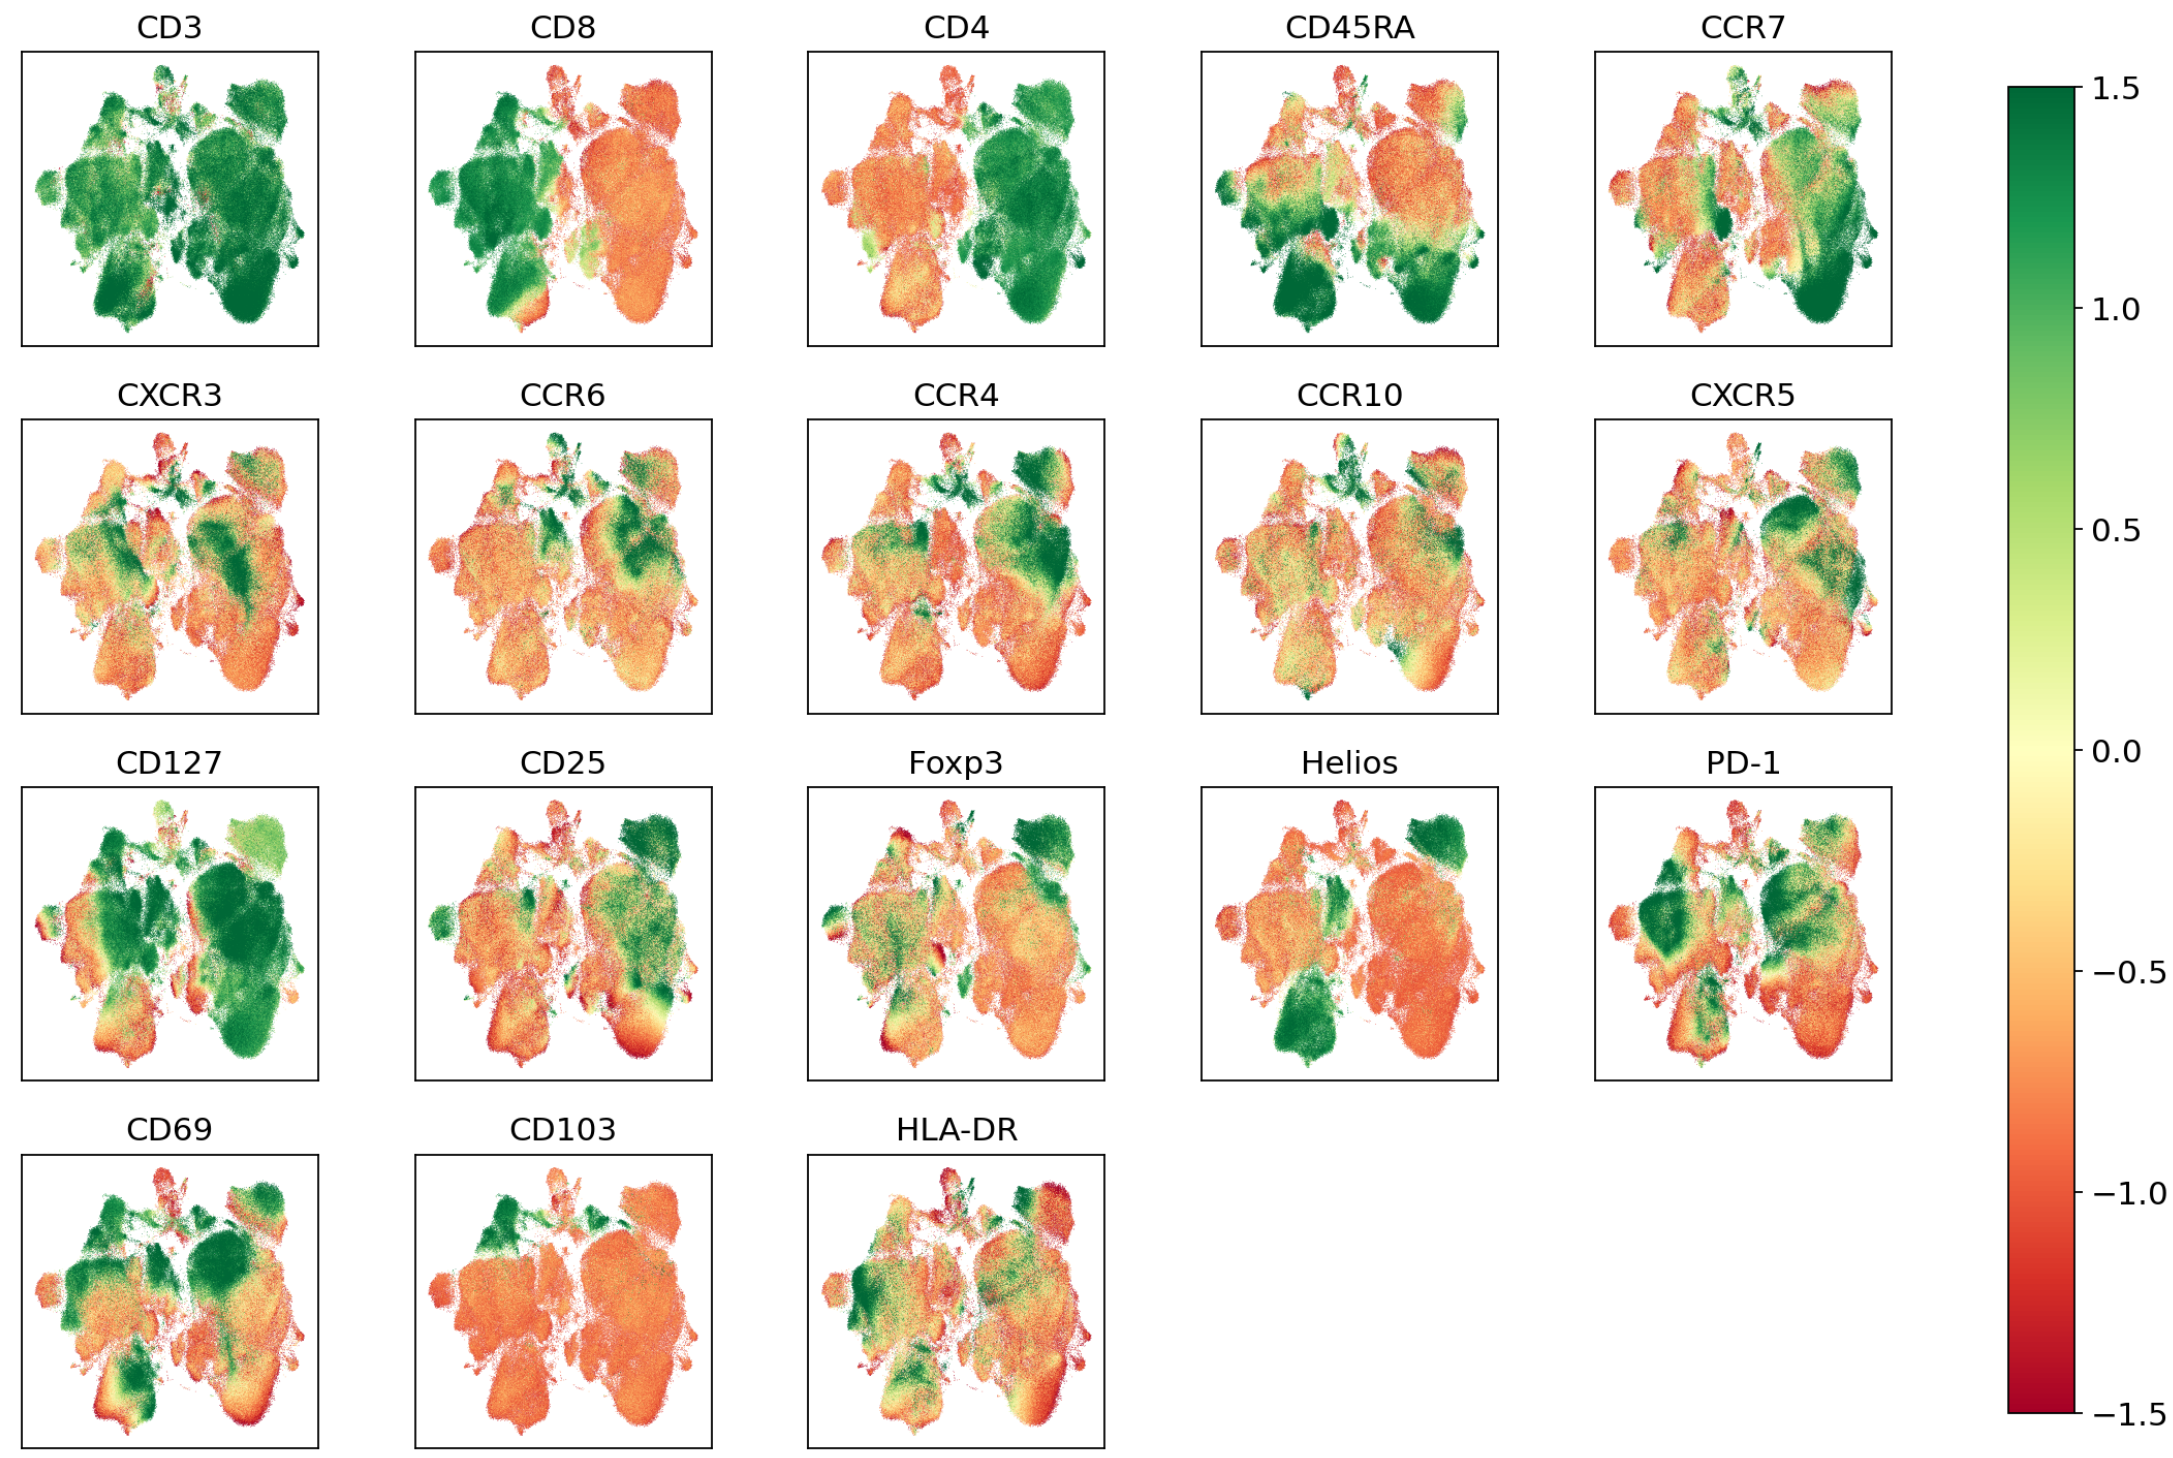 CD3 CD8 CD4 CD45RA CCR7
1.5
1.0
CXCR3 CCR6 CCR4 CCR10 CXCR5
0.5
0.0
CD127 CD25 Foxp3 Helios PD-1
−0.5
CD69 CD103 HLA-DR
−1.0
−1.5